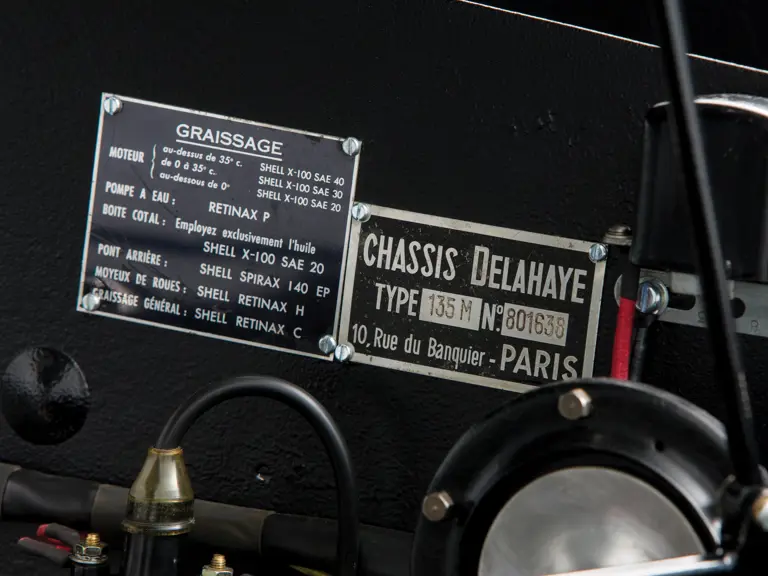 GRAISSAGE
MOTEUR { au-dessus de 35° c. SHELL X-100 SAE 40
de 0 à 35° c. SHELL X-100 SAE 30
au-dessous de 0° SHELL X-100 SAE 20
POMPE A EAU : RETINAX P
BOITE COTAL : Employez exclusivement l'huile
SHELL X-100 SAE 20
PONT ARRIÈRE : SHELL SPIRAX 140 EP
MOYEUX DE ROUES : SHELL RETINAX H
GRAISSAGE GÉNÉRAL : SHELL RETINAX C
CHASSIS DELAHAYE
TYPE 135 M N° 801638
10, Rue du Banquier - PARIS